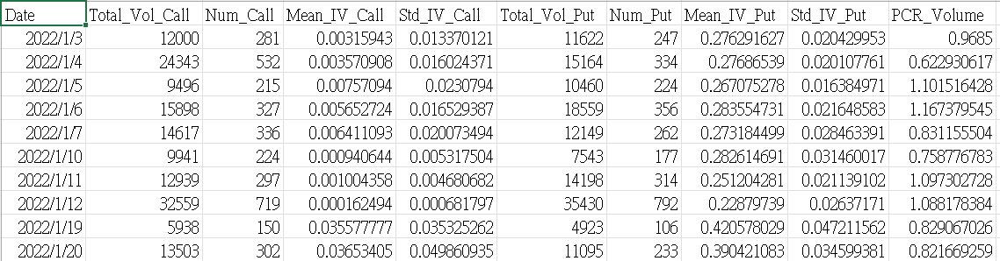 Date Total_Vol_Call Num_Call Mean_IV_Call Std_IV_Call Total_Vol_Put Num_Put Mean_IV_Put Std_IV_Put PCR_Volume
2022/1/3 12000 281 0.00315943 0.013370121 11622 247 0.276291627 0.020429953 0.9685
2022/1/4 24343 532 0.003570908 0.016024371 15164 334 0.27686539 0.020107761 0.622930617
2022/1/5 9496 215 0.00757094 0.0230794 10460 224 0.267075278 0.016384971 1.101516428
2022/1/6 15898 327 0.005652724 0.016529387 18559 356 0.283554731 0.021648583 1.167379545
2022/1/7 14617 336 0.006411093 0.020073494 12149 262 0.273184499 0.028463391 0.831155504
2022/1/10 9941 224 0.000940644 0.005317504 7543 177 0.282614691 0.031460017 0.758776783
2022/1/11 12939 297 0.001004358 0.004680682 14198 314 0.251204281 0.021139102 1.097302728
2022/1/12 32559 719 0.000162494 0.000681797 35430 792 0.22879739 0.02637171 1.088178384
2022/1/19 5938 150 0.035577777 0.035325262 4923 106 0.420578029 0.047211562 0.829067026
2022/1/20 13503 302 0.03653405 0.049860935 11095 233 0.390421083 0.034599381 0.821669259